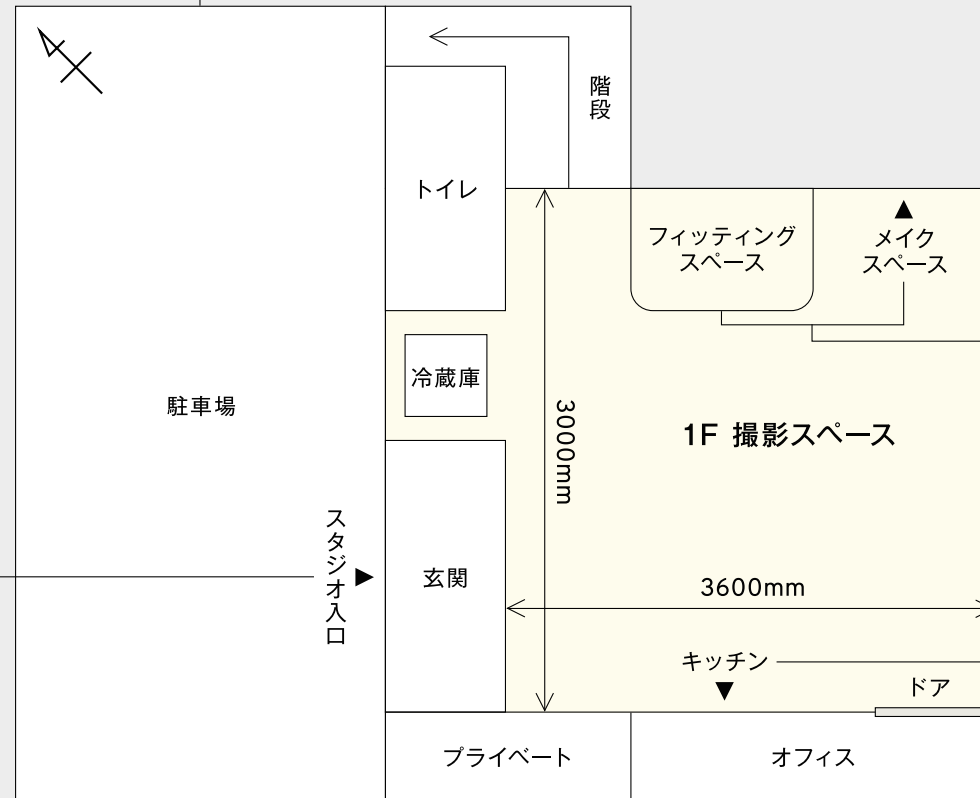 階段
トイレ
フィッティング
スペース
メイク
スペース
冷蔵庫
駐車場
3000mm
1F 撮影スペース
スタジオ入口
玄関
3600mm
キッチン
ドア
プライベート
オフィス